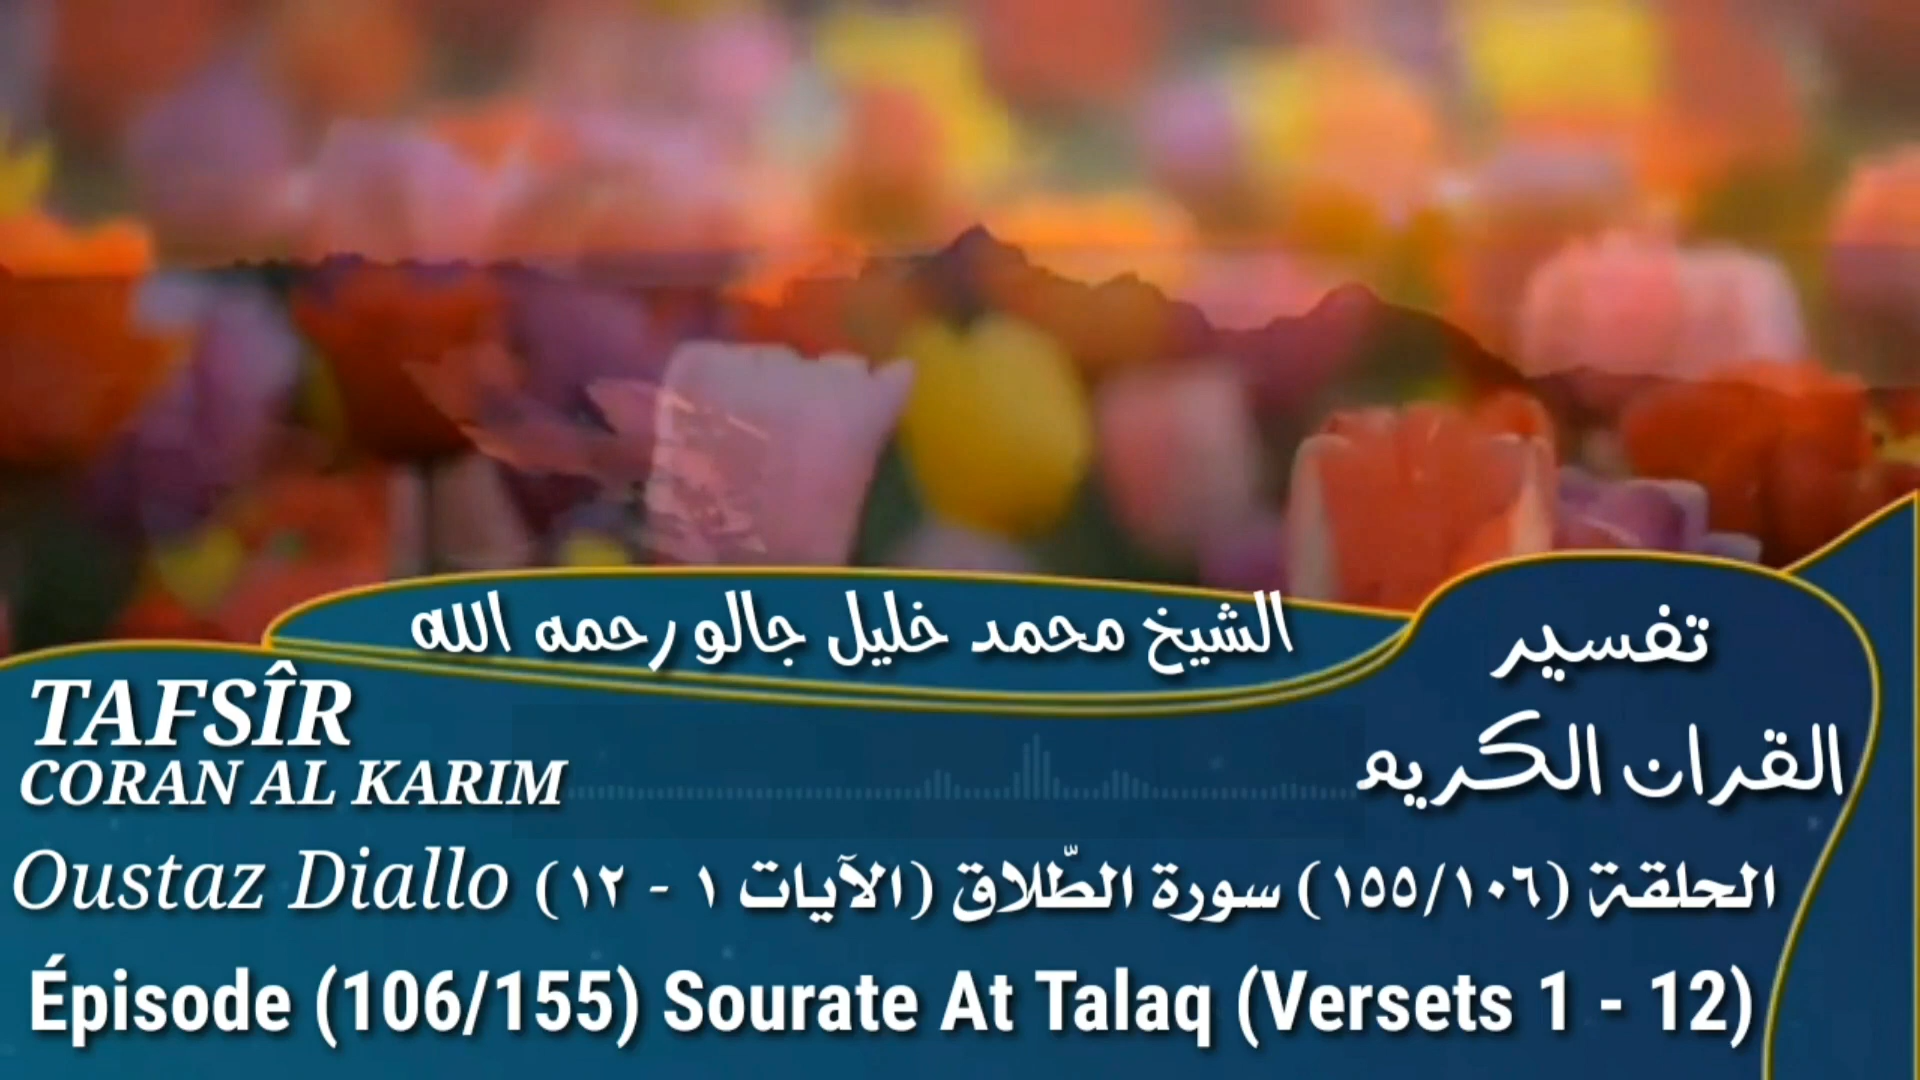 الشيخ محمد خليل جالو رحمه الله
تفسير
القران الكريم
TAFSÎR
CORAN AL KARIM
Oustaz Diallo
الحلقة (١٥٥/١٠٦) سورة الطّلاق (الآيات ١ - ١٢)
Épisode (106/155) Sourate At Talaq (Versets 1 - 12)